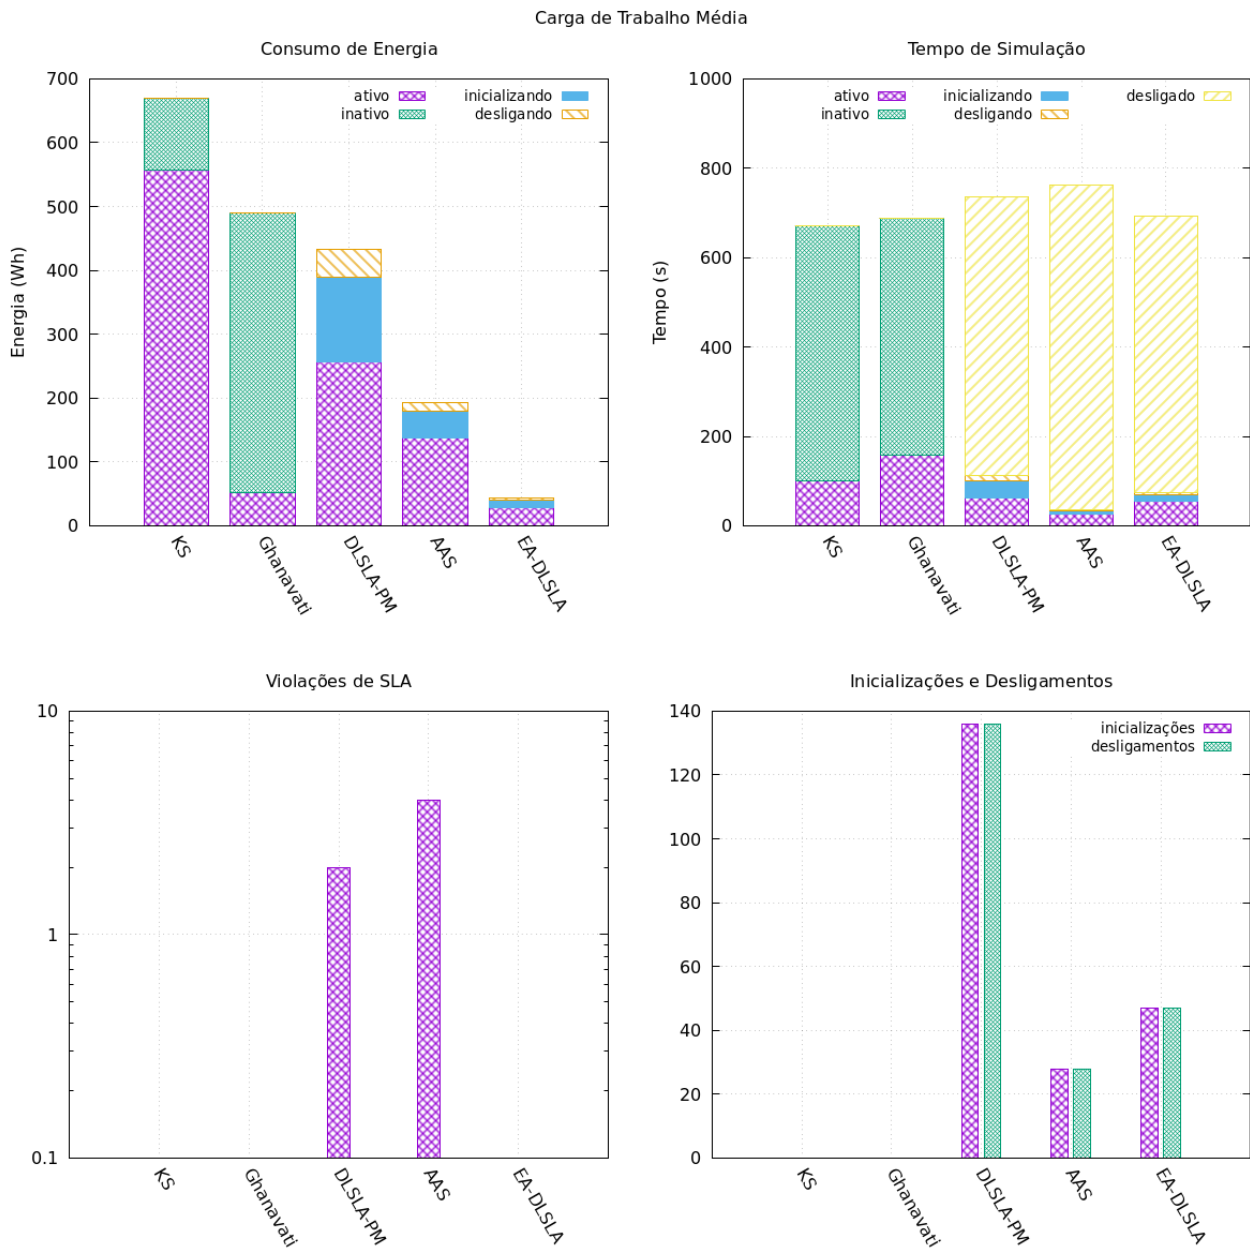 Carga de Trabalho Média
Consumo de Energia
700
600
500
400
300
200
100
0
Energia (Wh)
ativo
inativo
inicializando
desligando
KS
Ghanavati
DLSLA-PM
AAS
EA-DLSLA
Tempo de Simulação
1000
800
600
400
200
0
Tempo (s)
ativo
inativo
inicializando
desligando
desligado
KS
Ghanavati
DLSLA-PM
AAS
EA-DLSLA
Violações de SLA
10
1
0.1
KS
Ghanavati
DLSLA-PM
AAS
EA-DLSLA
Inicializações e Desligamentos
140
120
100
80
60
40
20
0
inicializações
desligamentos
KS
Ghanavati
DLSLA-PM
AAS
EA-DLSLA